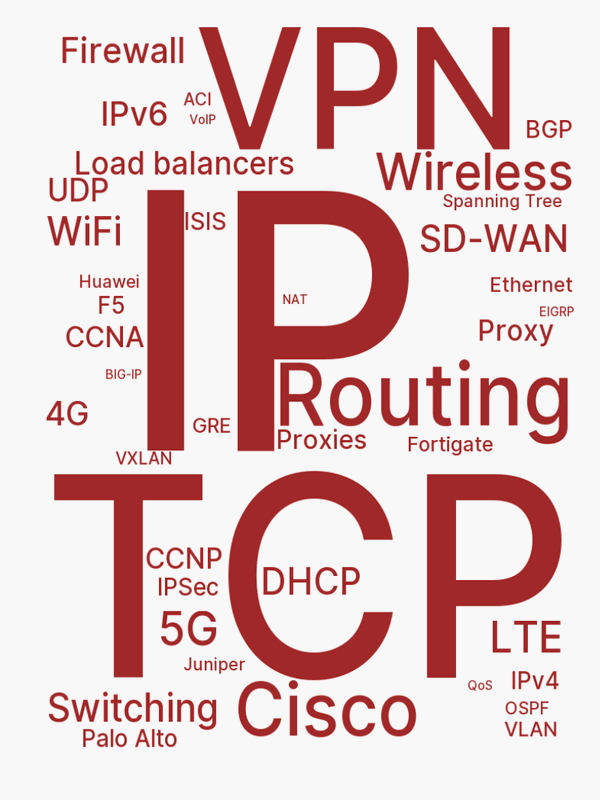 VPN
Firewall
ACI
IPv6
VoIP
BGP
Load balancers
Wireless
UDP
Spanning Tree
IP
ISIS
WiFi
SD-WAN
Huawei
Ethernet
NAT
F5
EIGRP
CCNA
Proxy
BIG-IP
Routing
4G
GRE
Proxies
Fortigate
VXLAN
TCP
CCNP
DHCP
IPSec
5G
LTE
Juniper
QoS
IPv4
Switching
Cisco
OSPF
VLAN
Palo Alto